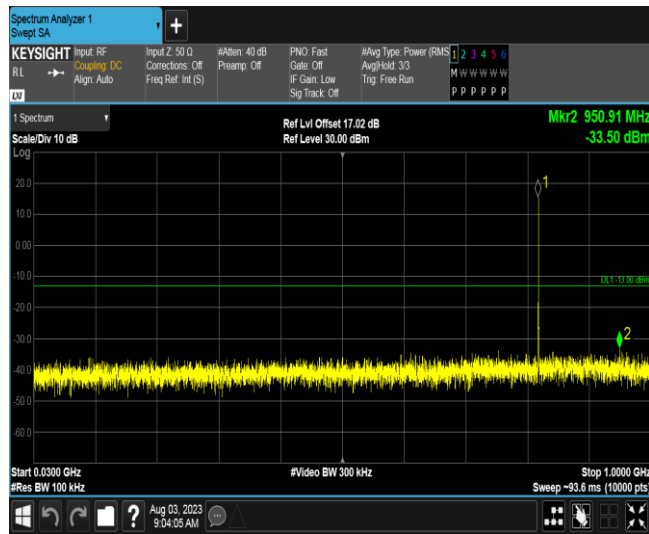 Spectrum Analyzer 1
Swept SA
KEYSIGHT
RL
LXI
Input: RF
Coupling: DC
Align: Auto
Input Z: 50 Ω
Corrections: Off
Freq Ref: Int (S)
#Atten: 40 dB
Preamp: Off
PNO: Fast
Gate: Off
IF Gain: Low
Sig Track: Off
#Avg Type: Power (RMS
Avg|Hold: 3/3
Trig: Free Run
1 2 3 4 5 6
M W W W W W
P P P P P P
1 Spectrum
Scale/Div 10 dB
Log
Ref Lvl Offset 17.02 dB
Ref Level 30.00 dBm
Mkr2 950.91 MHz
-33.50 dBm
20.0
10.0
0.00
-10.0
-20.0
-30.0
-40.0
-50.0
-60.0
1
DL1 -13.00 dBm
2
Start 0.0300 GHz
#Res BW 100 kHz
#Video BW 300 kHz
Stop 1.0000 GHz
Sweep ~93.6 ms (10000 pts)
?
Aug 03, 2023
9:04:05 AM